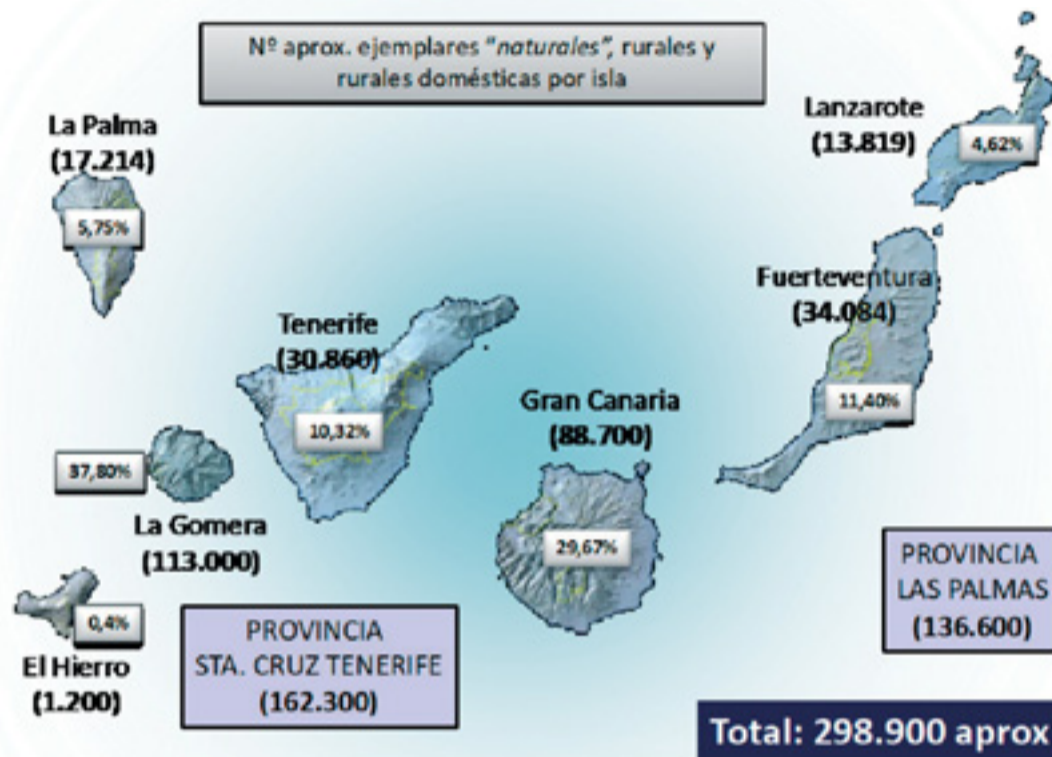 Nº aprox. ejemplares "naturales", rurales y
rurales domésticas por isla
La Palma
(17.214)
5,75%
Lanzarote
(13.819)
4,62%
Tenerife
(30.860)
10,32%
Fuerteventura
(34.084)
11,40%
Gran Canaria
(88.700)
29,67%
37,80%
La Gomera
(113.000)
0,4%
El Hierro
(1.200)
PROVINCIA
STA. CRUZ TENERIFE
(162.300)
PROVINCIA
LAS PALMAS
(136.600)
Total: 298.900 aprox